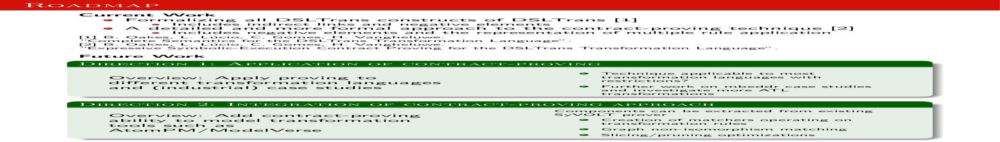 Roadmap
Current Work
Formalizing all DSLTrans constructs of DSLTrans [1]
Includes indirect links and negative elements
A detailed and more formal approach to the contract-proving technique [2]
Includes negative elements and the representation of multiple rule application
[1] B. Oakes, L. Lúcio, C. Gomes, H. Vangheluwe.
"Complete Semantics for the DSLTrans Transformation Language".
[2] B. Oakes, L. Lúcio, C. Gomes, H. Vangheluwe.
"Expressive Symbolic-Execution Contract Proving for the DSLTrans Transformation Language".
Future Work
Direction 1: Application of contract-proving
Overview: Apply proving to
different transformation languages
and (industrial) case studies
Technique applicable to most
transformation languages with
restrictions?
Further work on mbeddr case studies
and investigate more ATL
transformations
Direction 2: Integration of contract-proving approach
Overview: Add contract-proving
ability to model transformation
tools such as
AtomPM/ModelVerse
Components can be extracted from existing
SyVOLT prover
Creation of matchers operating on
transformation rules
Graph non-isomorphism matching
Slicing/pruning optimizations